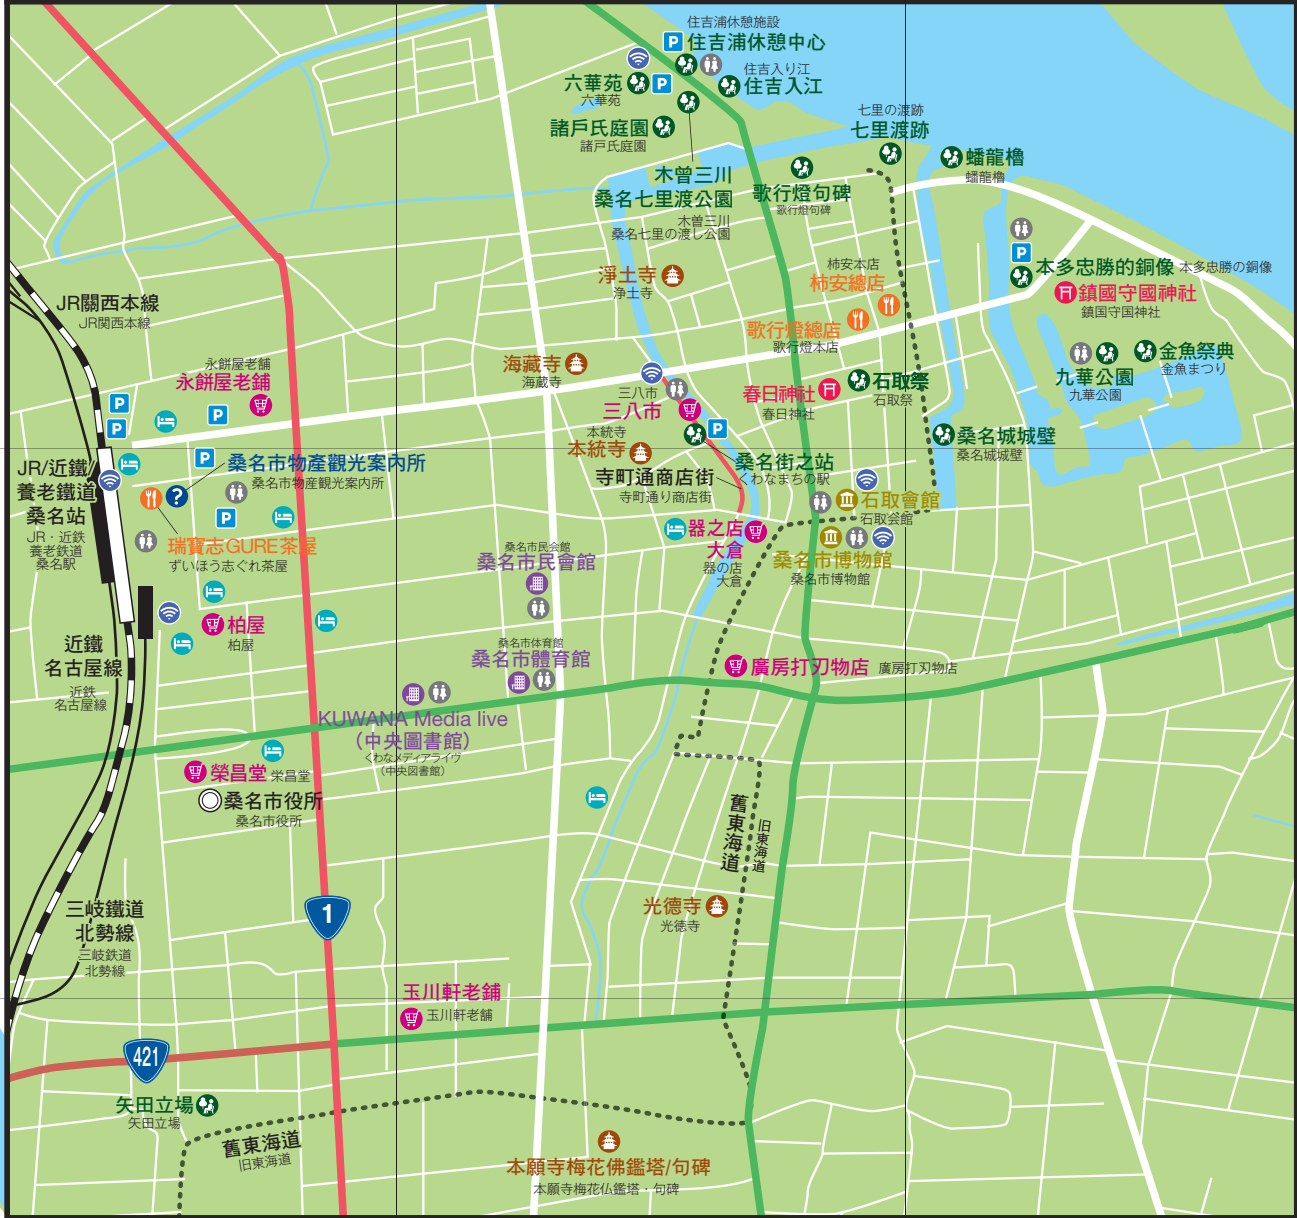 住吉浦休憩施設
P 住吉浦休憩中心
六華苑 P
六華苑
住吉入り江
住吉入江
諸戶氏庭園
諸戸氏庭園
七里の渡跡
七里渡跡
蟠龍櫓
蟠龍櫓
木曾三川
桑名七里渡公園
木曽三川
桑名七里の渡し公園
歌行燈句碑
歌行燈句碑
淨土寺
浄土寺
柿安本店
柿安總店
歌行燈總店
歌行燈本店
P
本多忠勝的銅像 本多忠勝の銅像
鎮國守國神社
鎮国守国神社
金魚祭典
金魚まつり
九華公園
九華公園
JR關西本線
JR関西本線
永餅屋老舗
永餅屋老鋪
海藏寺
海蔵寺
三八市
三八市
春日神社
春日神社
石取祭
石取祭
P
P
P
P
本統寺
本統寺
P
桑名城城壁
桑名城城壁
桑名街之站
くわなまちの駅
寺町通商店街
寺町通り商店街
JR/近鐵
養老鐵道
桑名站
JR・近鉄
養老鉄道
桑名駅
?
桑名市物產觀光案內所
桑名市物産観光案内所
P
瑞寶志GURE茶屋
ずいほう志ぐれ茶屋
石取會館
石取会館
器之店
大倉
器の店
大倉
桑名市博物館
桑名市博物館
桑名市民会館
桑名市民會館
柏屋
柏屋
桑名市体育館
桑名市體育館
近鐵
名古屋線
近鉄
名古屋線
廣房打刃物店 廣房打刃物店
KUWANA Media live
（中央圖書館）
くわなメディアライヴ
（中央図書館）
榮昌堂 栄昌堂
桑名市役所
桑名市役所
舊東海道
旧東海道
三岐鐵道
北勢線
三岐鉄道
北勢線
1
光德寺
光徳寺
玉川軒老鋪
玉川軒老舗
421
矢田立場
矢田立場
舊東海道
旧東海道
本願寺梅花佛鑑塔/句碑
本願寺梅花仏鑑塔・句碑